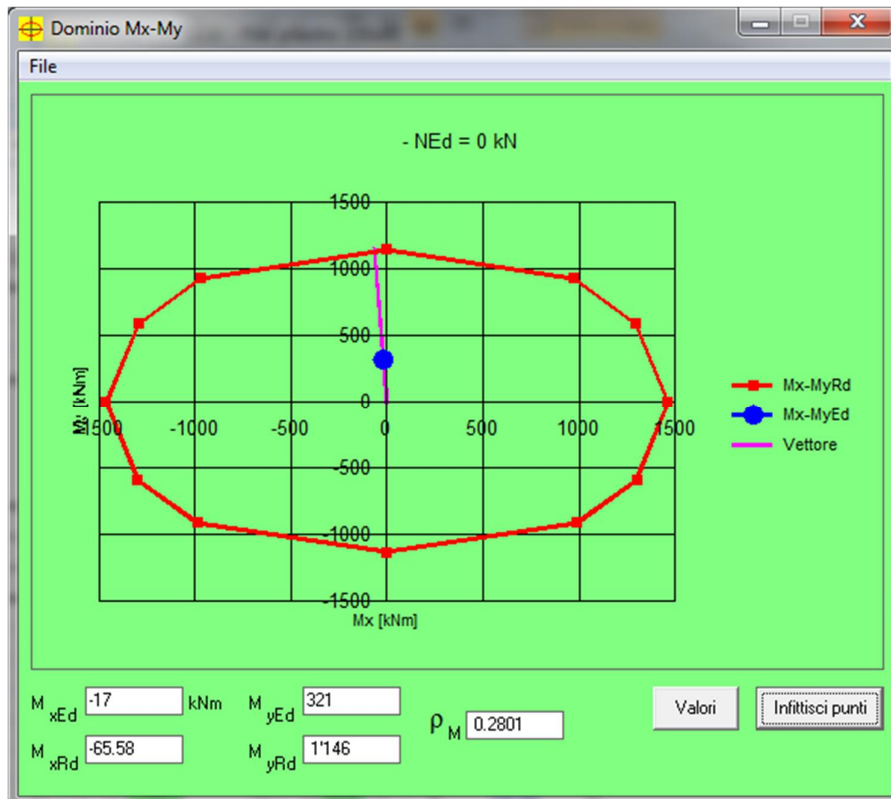 Dominio Mx-My
File
- NEd = 0 kN
1500
1000
500
0
-1500 -1000 -500 0 500 1000 1500
-500
-1000
-1500
My [kNm]
Mx [kNm]
Mx-MyRd
Mx-MyEd
Vettore
M xEd -17 kNm M yEd 321
ρ M 0.2801
Valori Infittisci punti
M xRd -65.58 M yRd 1'146